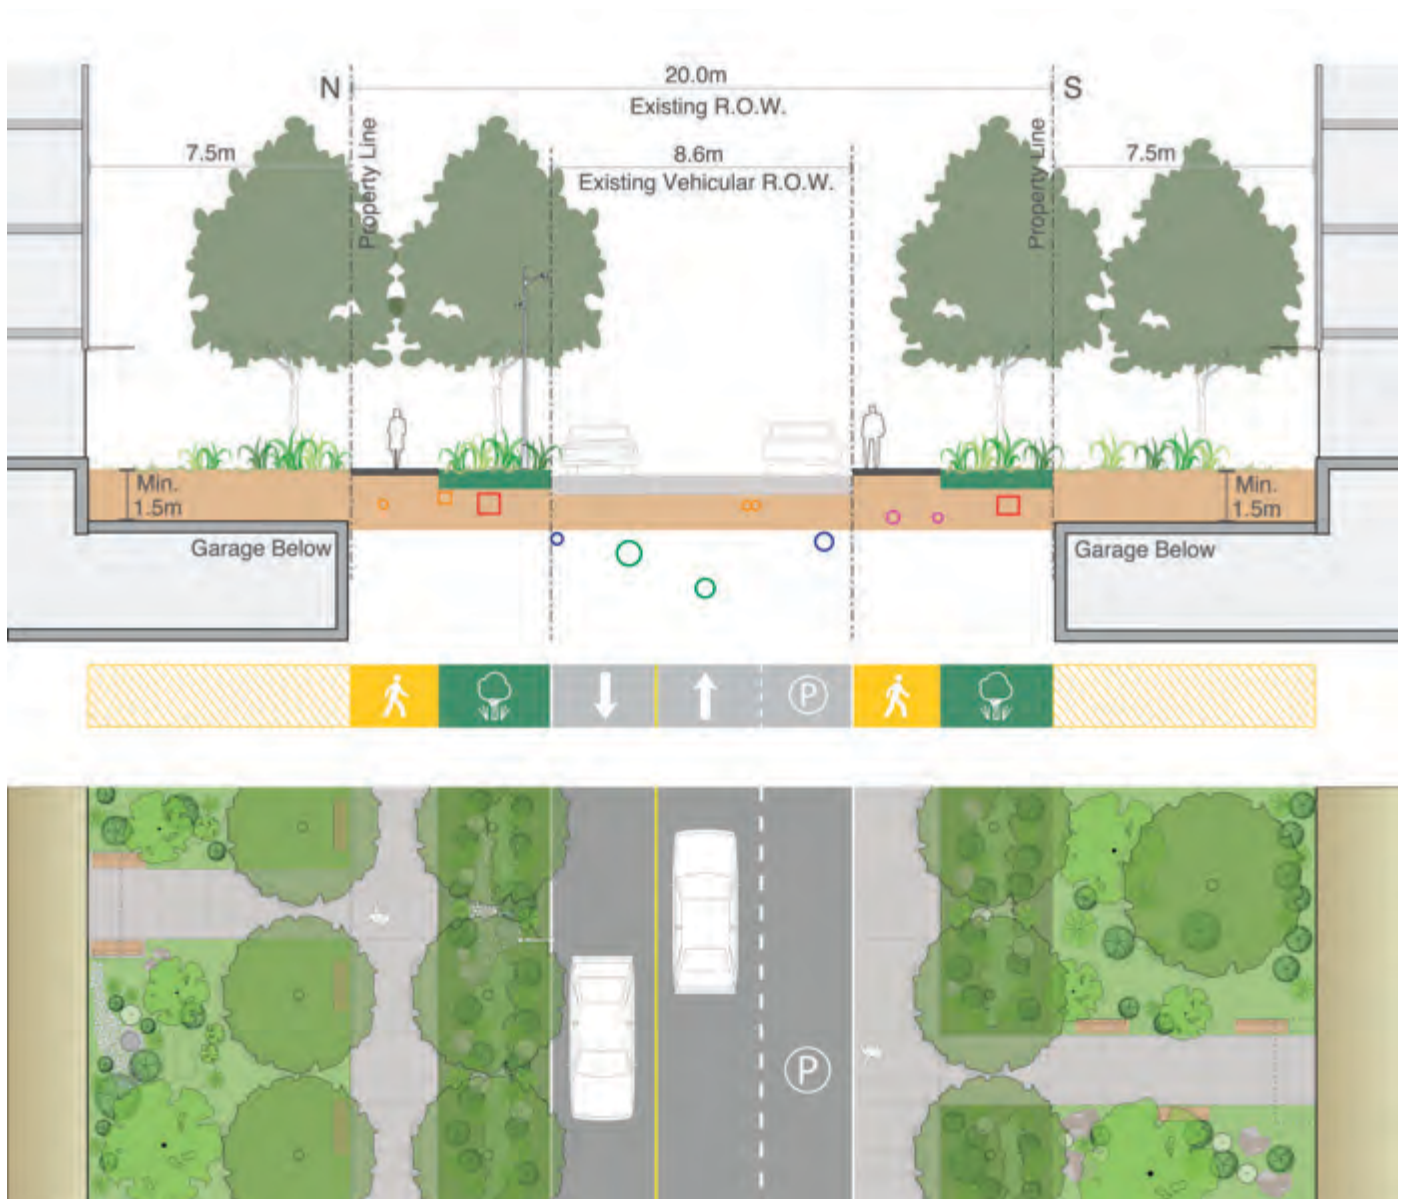 N
20.0m
S
Existing R.O.W.
7.5m
Property Line
8.6m
Existing Vehicular R.O.W.
Property Line
7.5m
Min.
1.5m
Min.
1.5m
Garage Below
Garage Below
P
P